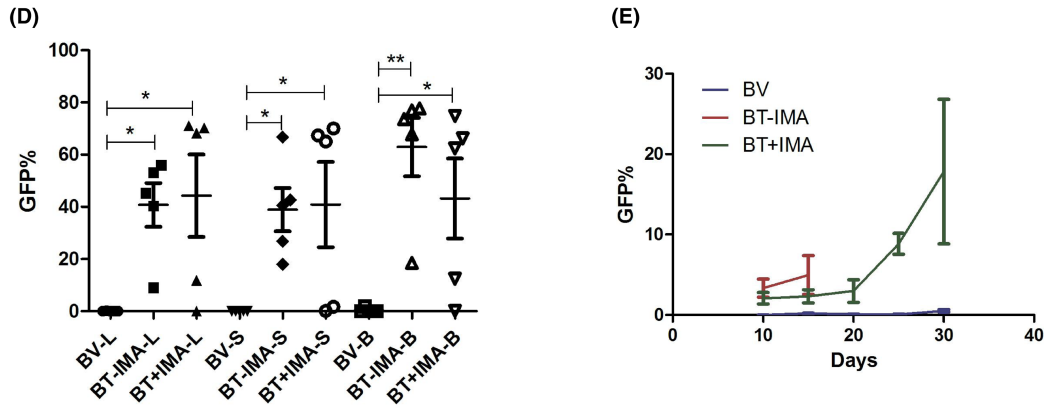 (D)
100
80
60
40
20
0
GFP%
*
*
*
*
**
*
BV-L
BT-IMA-L
BT+IMA-L
BV-S
BT-IMA-S
BT+IMA-S
BV-B
BT-IMA-B
BT+IMA-B
(E)
30
20
10
0
GFP%
BV
BT-IMA
BT+IMA
0 10 20 30 40
Days